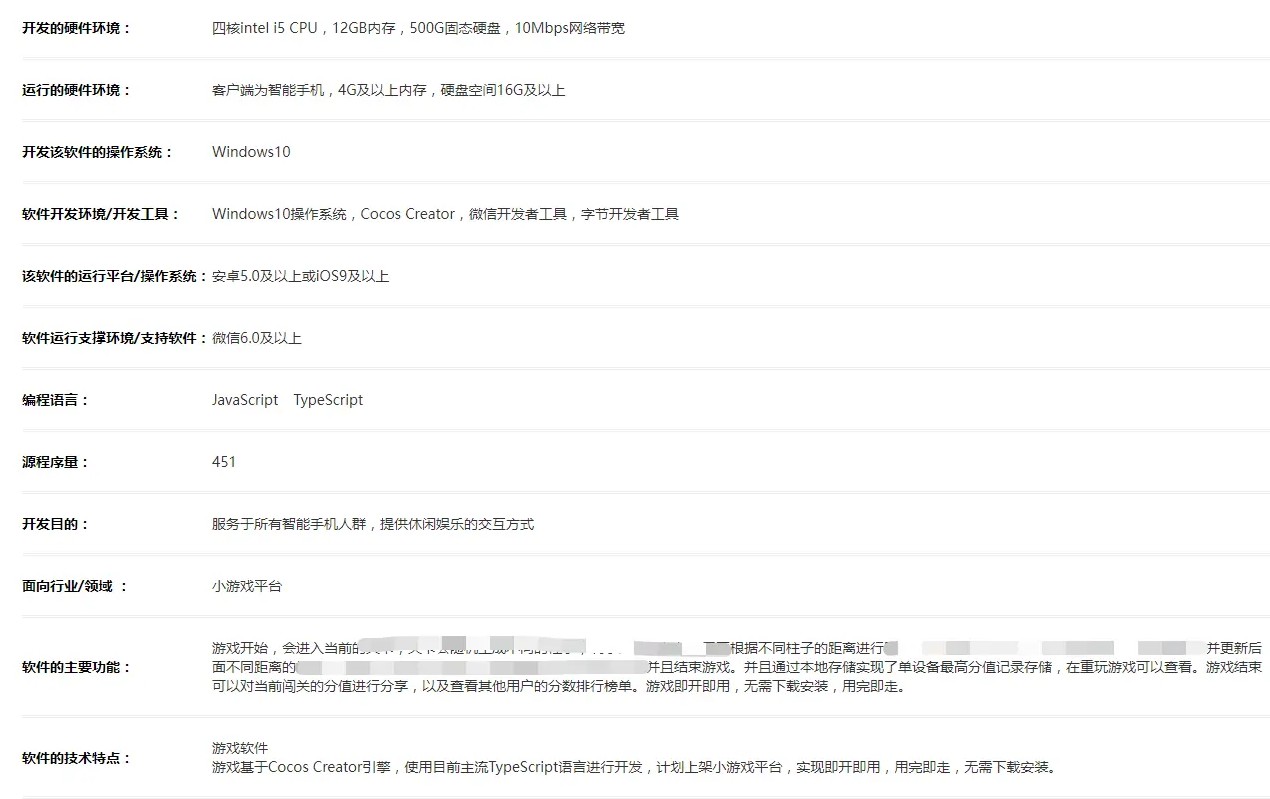 开发的硬件环境： 四核intel i5 CPU，12GB内存，500G固态硬盘，10Mbps网络带宽
运行的硬件环境： 客户端为智能手机，4G及以上内存，硬盘空间16G及以上
开发该软件的操作系统： Windows10
软件开发环境/开发工具： Windows10操作系统，Cocos Creator，微信开发者工具，字节开发者工具
该软件的运行平台/操作系统： 安卓5.0及以上或iOS9及以上
软件运行支撑环境/支持软件： 微信6.0及以上
编程语言： JavaScript TypeScript
源程序量： 451
开发目的： 服务于所有智能手机人群，提供休闲娱乐的交互方式
面向行业/领域 ： 小游戏平台
软件的主要功能：
游戏开始，会进入当前的 根据不同柱子的距离进行 并更新后
面不同距离的 并且结束游戏。并且通过本地存储实现了单设备最高分值记录存储，在重玩游戏可以查看。游戏结束
可以对当前闯关的分值进行分享，以及查看其他用户的分数排行榜单。游戏即开即用，无需下载安装，用完即走。
软件的技术特点：
游戏软件
游戏基于Cocos Creator引擎，使用目前主流TypeScript语言进行开发，计划上架小游戏平台，实现即开即用，用完即走，无需下载安装。